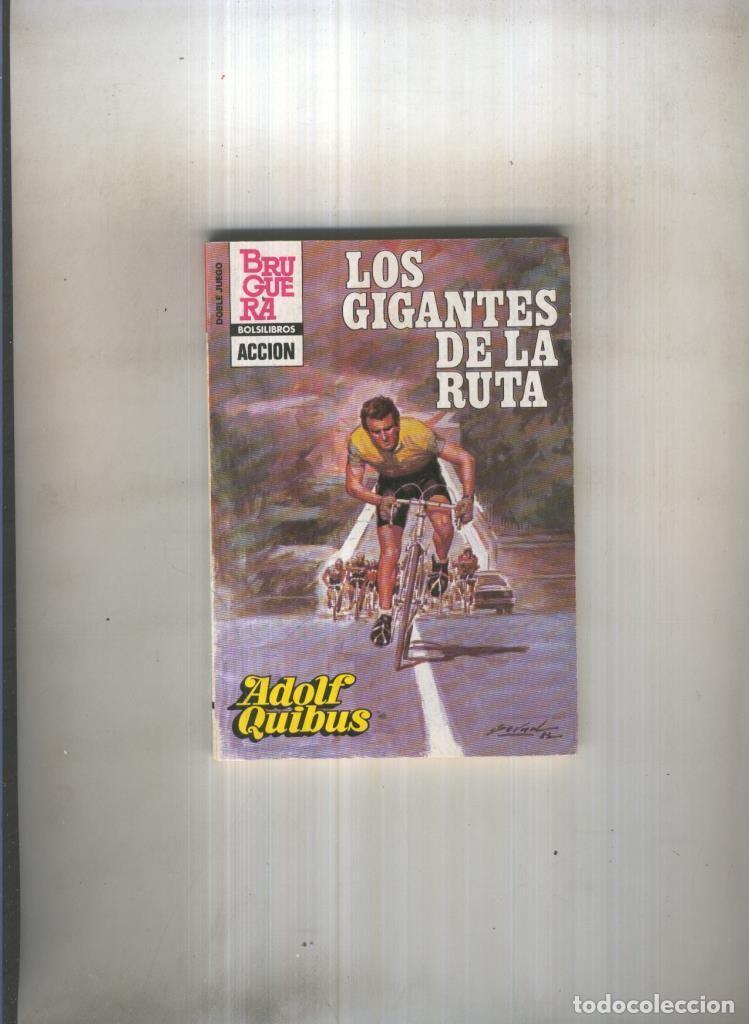 DOBLE JUEGO
BRU
GUE
RA
BOLSILIBROS
ACCION
LOS
GIGANTES
DE LA
RUTA
Adolf
Quibus
todocoleccion